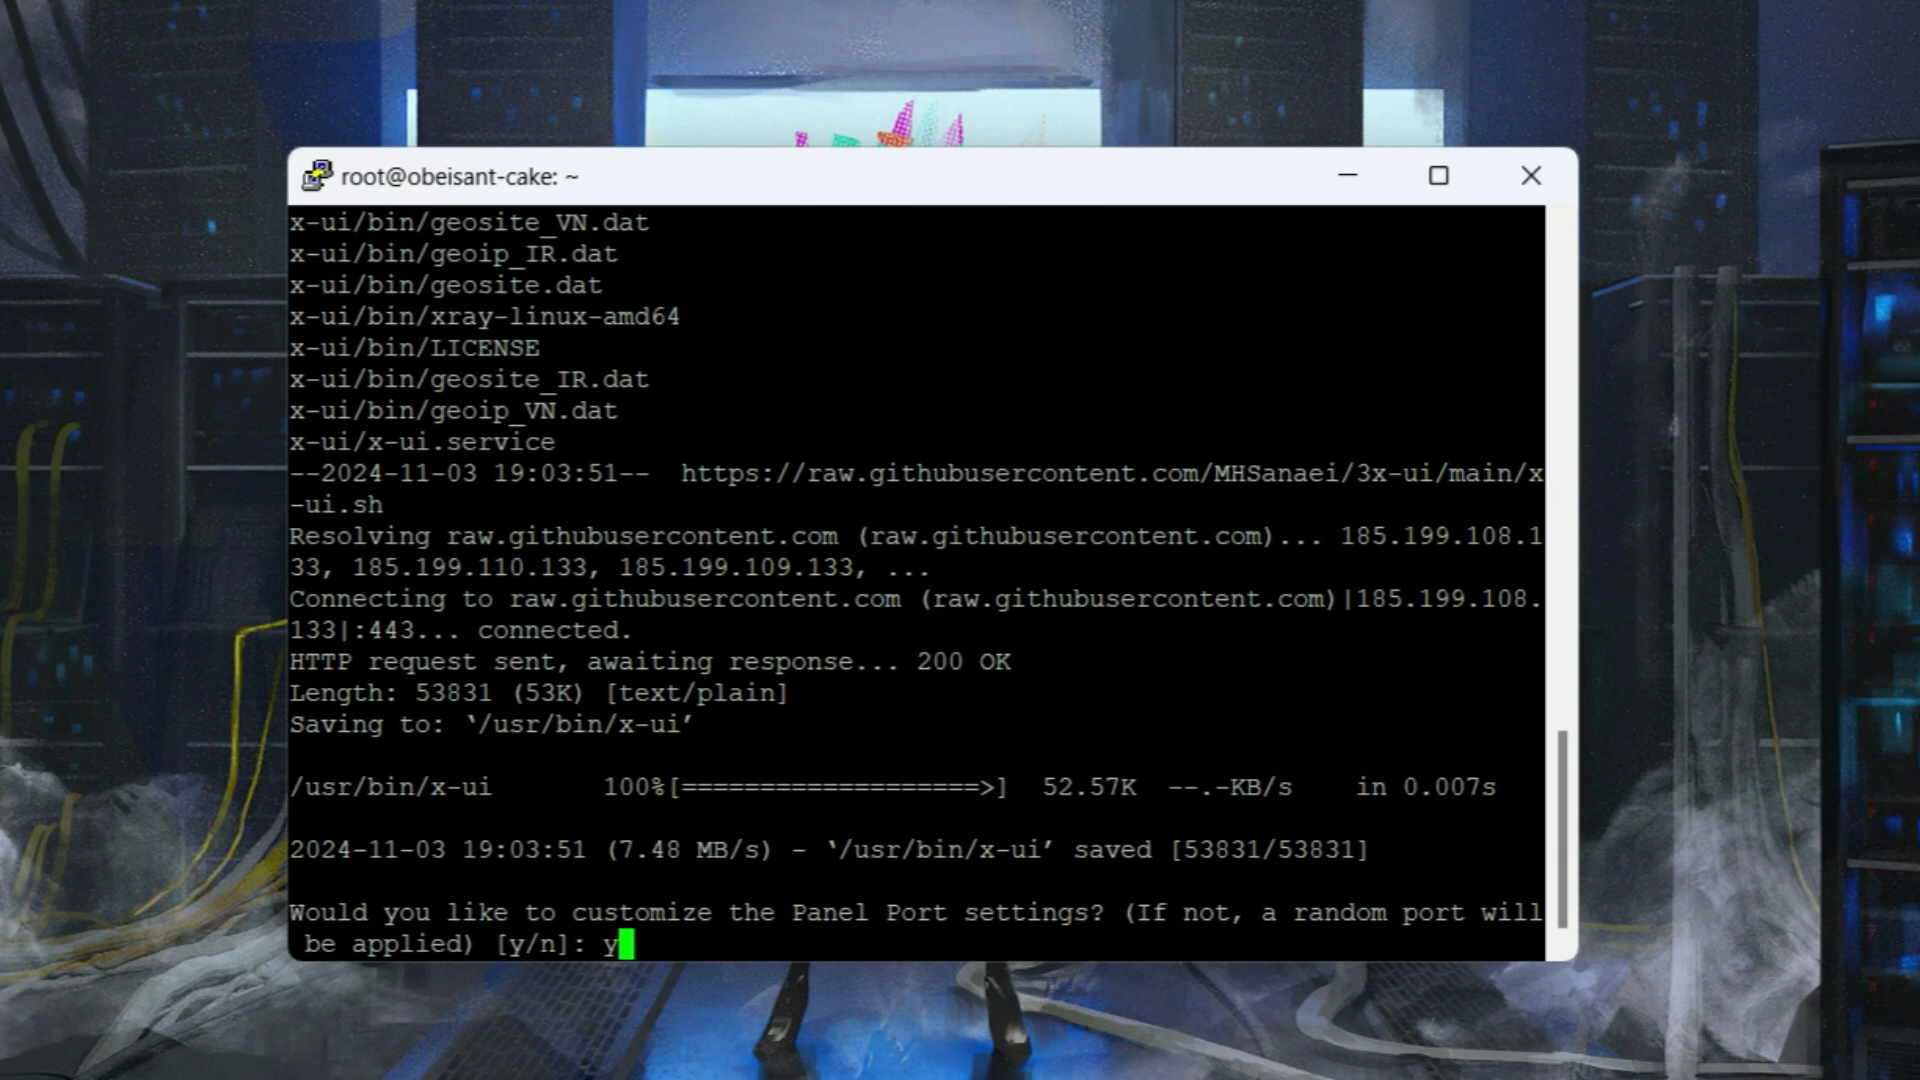 root@obeisant-cake: ~
x-ui/bin/geosite_VN.dat
x-ui/bin/geoip_IR.dat
x-ui/bin/geosite.dat
x-ui/bin/xray-linux-amd64
x-ui/bin/LICENSE
x-ui/bin/geosite_IR.dat
x-ui/bin/geoip_VN.dat
x-ui/x-ui.service
--2024-11-03 19:03:51--  https://raw.githubusercontent.com/MHSanaei/3x-ui/main/x
-ui.sh
Resolving raw.githubusercontent.com (raw.githubusercontent.com)... 185.199.108.1
33, 185.199.110.133, 185.199.109.133, ...
Connecting to raw.githubusercontent.com (raw.githubusercontent.com)|185.199.108.
133|:443... connected.
HTTP request sent, awaiting response... 200 OK
Length: 53831 (53K) [text/plain]
Saving to: ‘/usr/bin/x-ui’
/usr/bin/x-ui       100%[===================>]  52.57K  --.-KB/s    in 0.007s
2024-11-03 19:03:51 (7.48 MB/s) - ‘/usr/bin/x-ui’ saved [53831/53831]
Would you like to customize the Panel Port settings? (If not, a random port will
 be applied) [y/n]: y